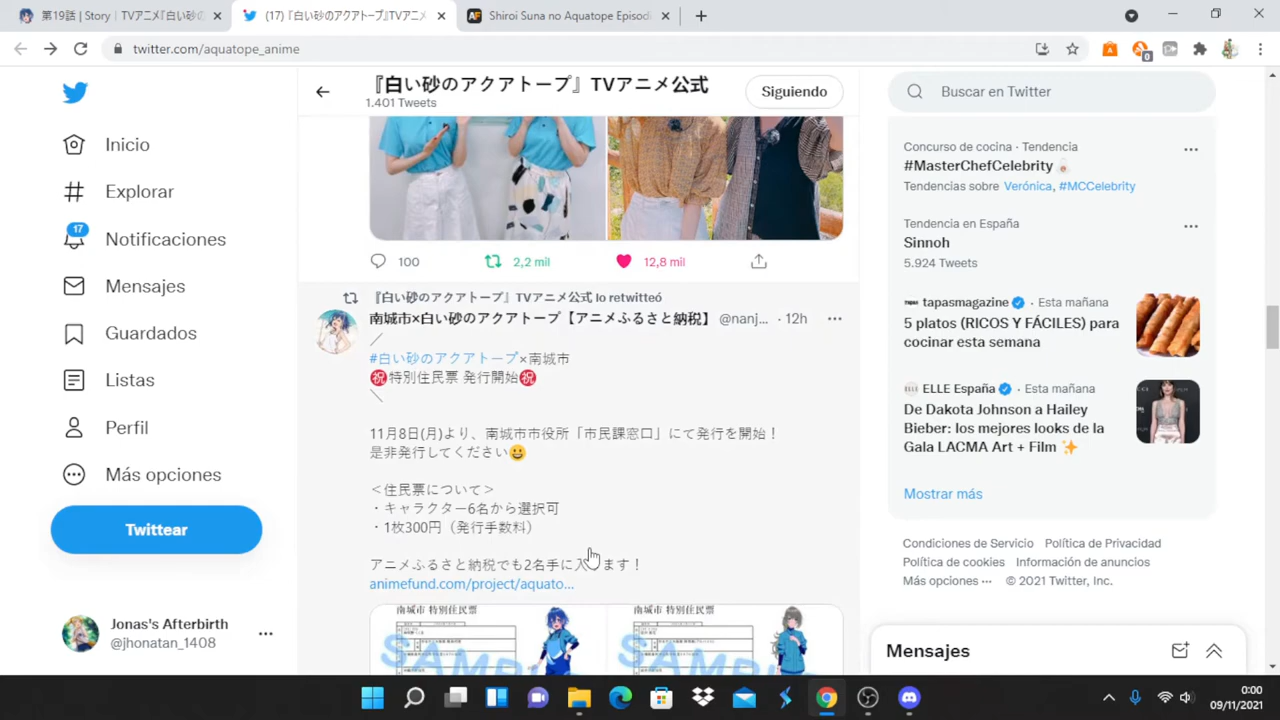 第19話 | Story | TVアニメ『白い砂の
(17)『白い砂のアクアトープ』TVアニメ
Shiroi Suna no Aquatope Episod
twitter.com/aquatope_anime
『白い砂のアクアトープ』TVアニメ公式
1.401 Tweets
Siguiendo
Buscar en Twitter
Inicio
Explorar
17
Notificaciones
Mensajes
Guardados
Listas
Perfil
Más opciones
Twittear
Jonas's Afterbirth
@jhonatan_1408
100
2,2 mil
12,8 mil
『白い砂のアクアトープ』TVアニメ公式 lo retwitteó
南城市×白い砂のアクアトープ【アニメふるさと納税】 @nanj... · 12h
／
#白い砂のアクアトープ×南城市
㊗特別住民票 発行開始㊗
＼
11月8日(月)より、南城市市役所「市民課窓口」にて発行を開始！
是非発行してください😀
＜住民票について＞
・キャラクター6名から選択可
・1枚300円（発行手数料）
アニメふるさと納税でも2名手に入ります！
animefund.com/project/aquato...
南城市 特別住民票
南城市 特別住民票
Concurso de cocina · Tendencia
#MasterChefCelebrity
Tendencias sobre Verónica, #MCCelebrity
Tendencia en España
Sinnoh
5.924 Tweets
tapasmagazine · Esta mañana
5 platos (RICOS Y FÁCILES) para
cocinar esta semana
ELLE España · Esta mañana
De Dakota Johnson a Hailey
Bieber: los mejores looks de la
Gala LACMA Art + Film ✨
Mostrar más
Condiciones de Servicio Política de Privacidad
Política de cookies Información de anuncios
Más opciones ··· © 2021 Twitter, Inc.
Mensajes
0:00
09/11/2021